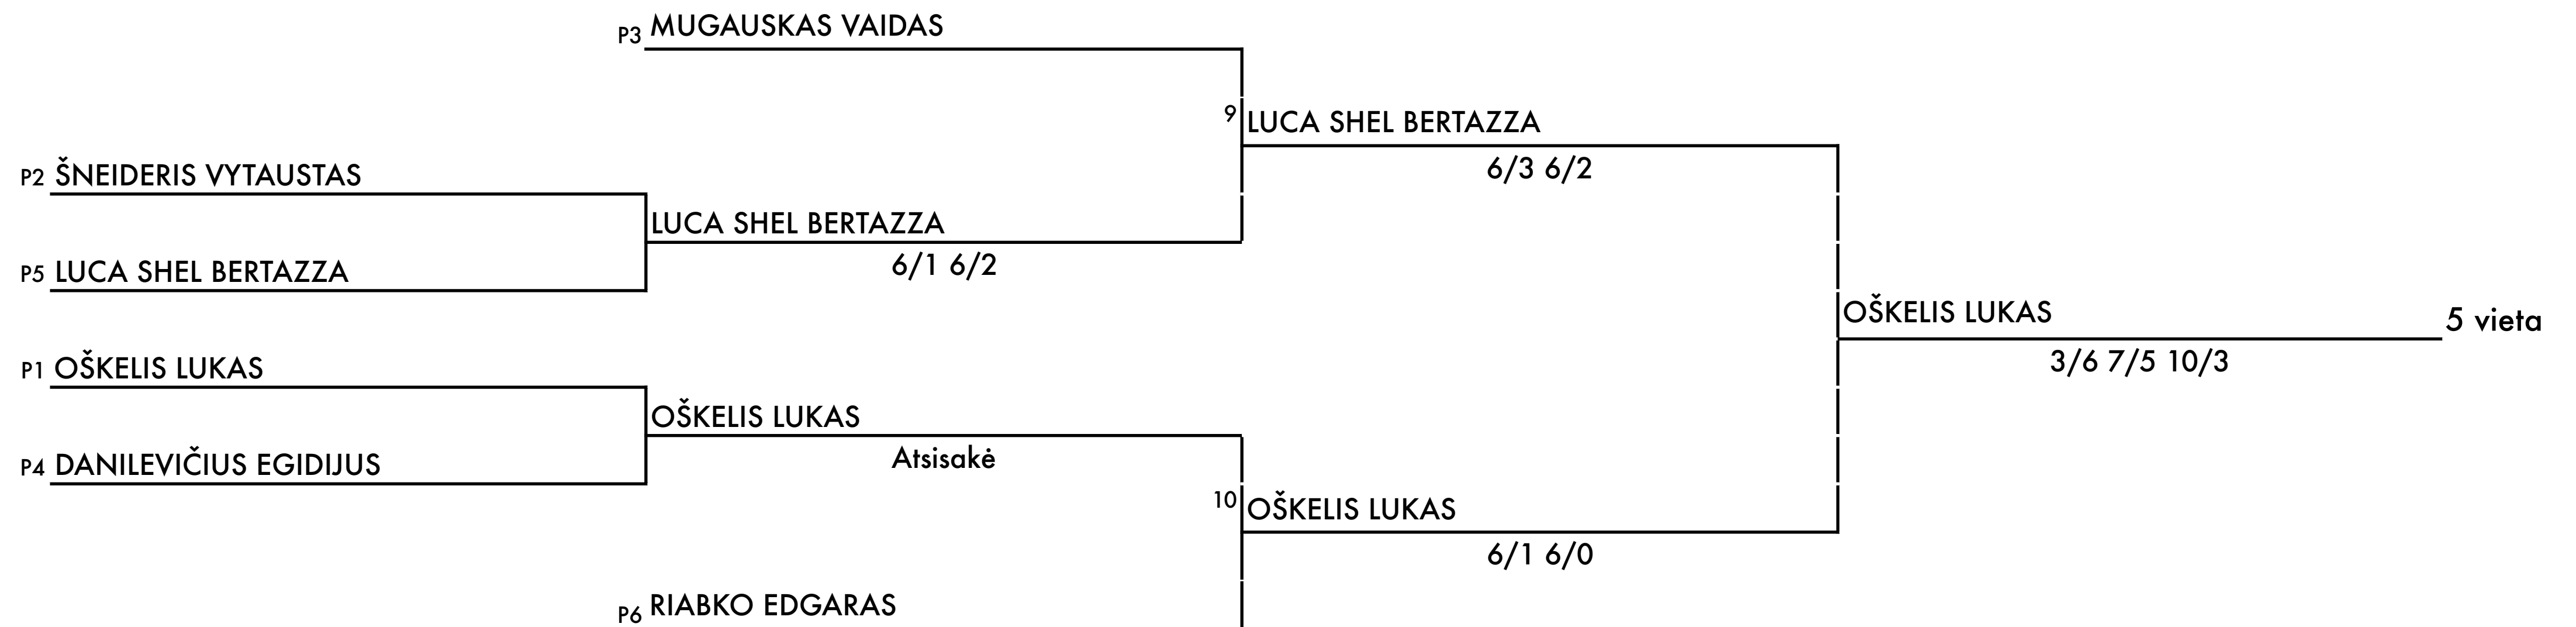 P3 MUGAUSKAS VAIDAS
9 LUCA SHEL BERTAZZA
6/3 6/2
P2 ŠNEIDERIS VYTAUSTAS
LUCA SHEL BERTAZZA
6/1 6/2
P5 LUCA SHEL BERTAZZA
OŠKELIS LUKAS
5 vieta
3/6 7/5 10/3
P1 OŠKELIS LUKAS
OŠKELIS LUKAS
Atsisakė
P4 DANILEVIČIUS EGIDIJUS
10 OŠKELIS LUKAS
6/1 6/0
P6 RIABKO EDGARAS